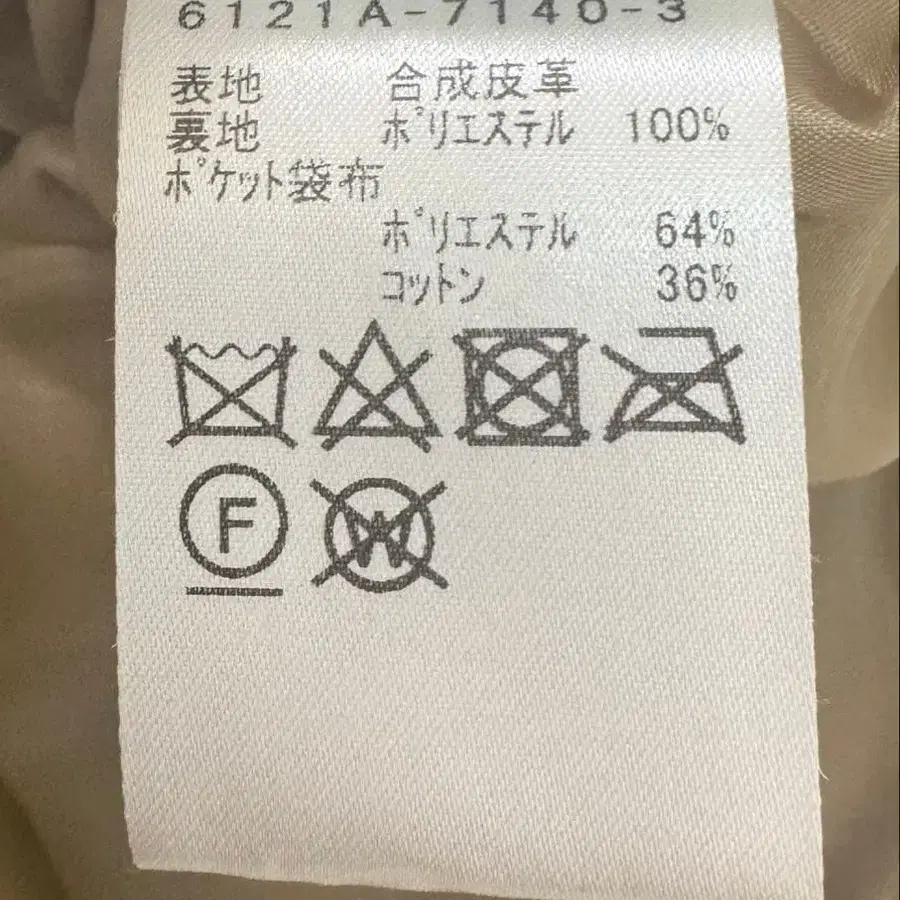 6121A-7140-3
表地 合成皮革
裏地 ポリエステル 100%
ポケット袋布
ポリエステル 64%
コットン 36%
F
W